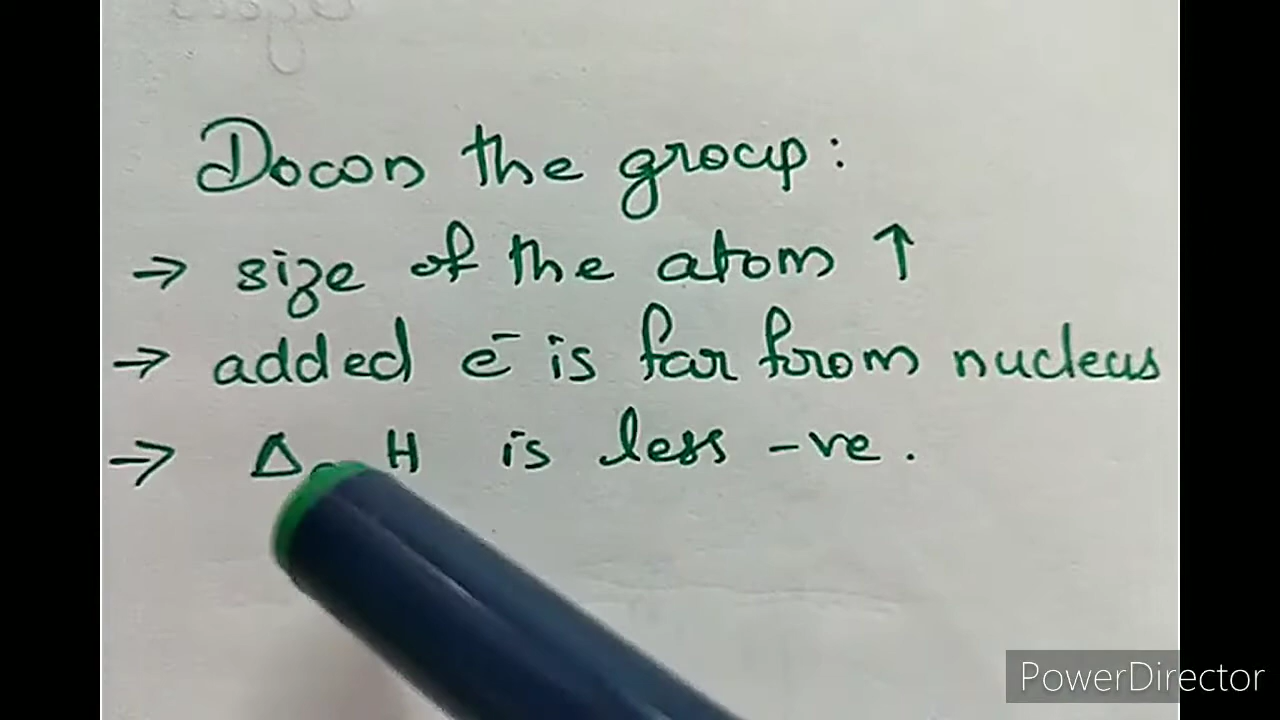 Down the group:
→ size of the atom ↑
→ added e⁻ is far from nucleus
→ Δ H is less -ve.
PowerDirector